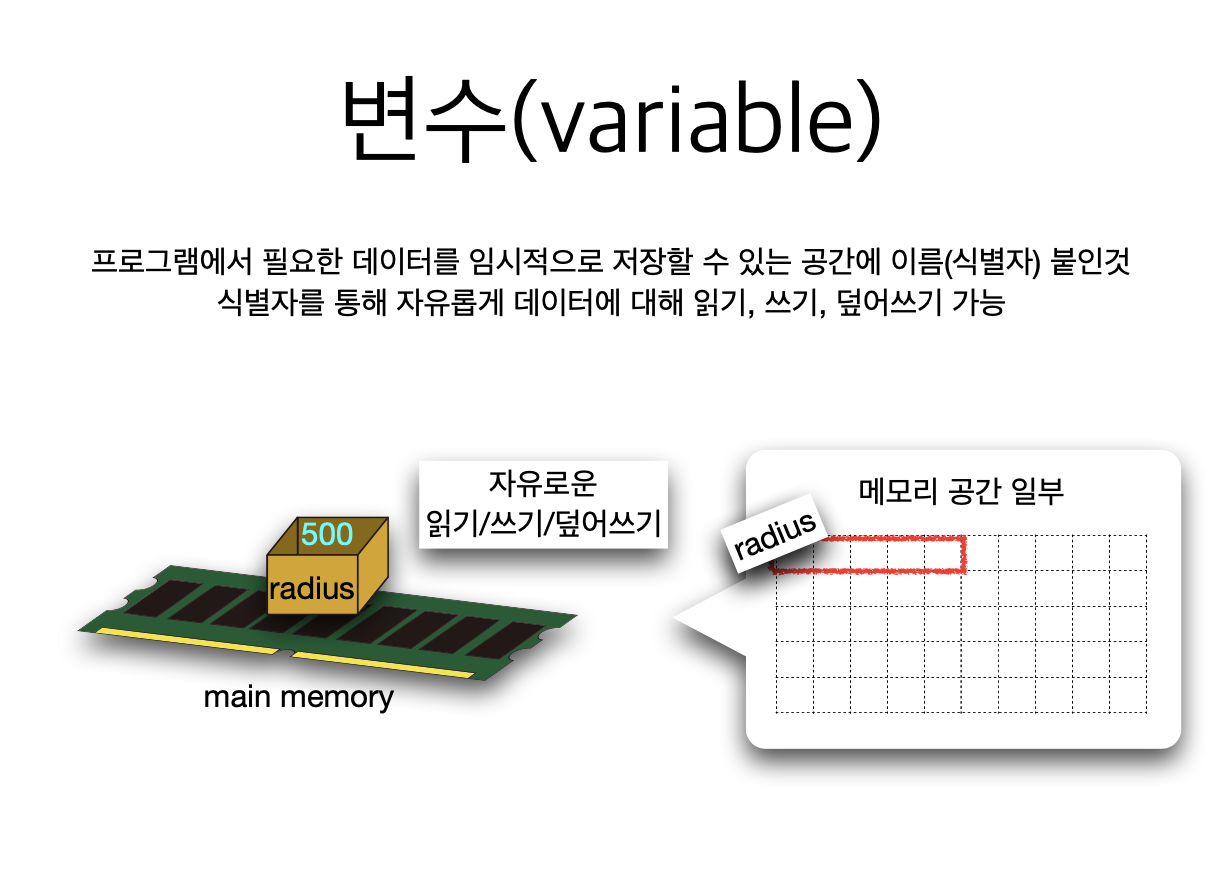 변수(variable)
프로그램에서 필요한 데이터를 임시적으로 저장할 수 있는 공간에 이름(식별자) 붙인것
식별자를 통해 자유롭게 데이터에 대해 읽기, 쓰기, 덮어쓰기 가능
자유로운
읽기/쓰기/덮어쓰기
500
radius
main memory
메모리 공간 일부
radius